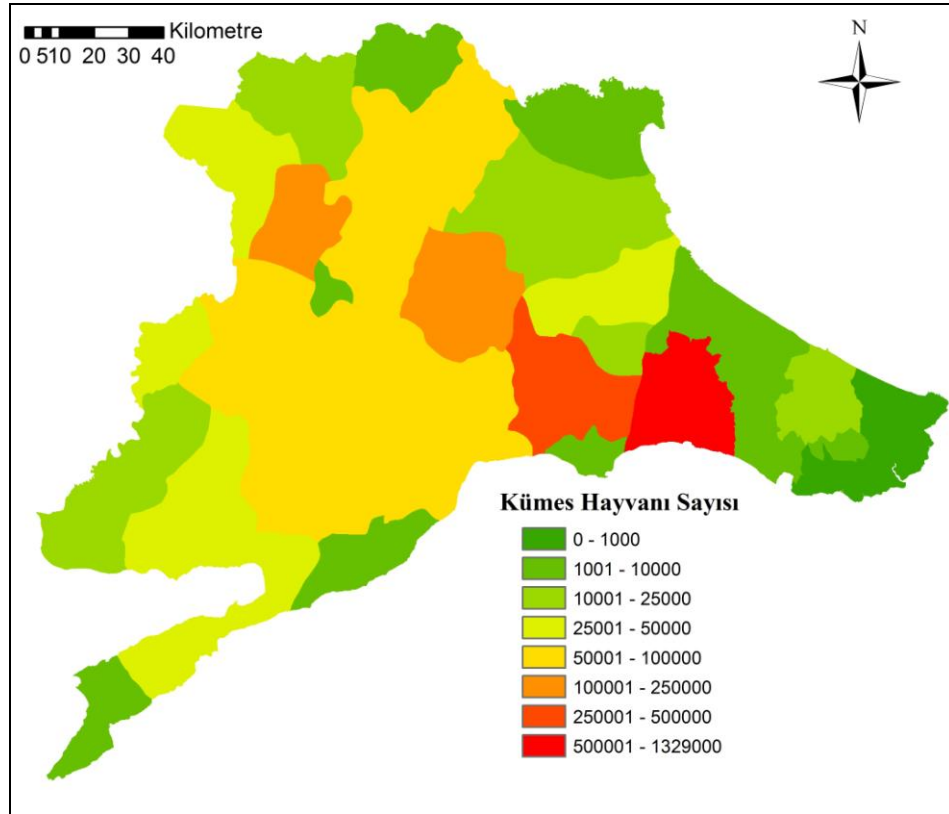 Kilometre
0 510 20 30 40
N
Kümes Hayvanı Sayısı
0 - 1000
1001 - 10000
10001 - 25000
25001 - 50000
50001 - 100000
100001 - 250000
250001 - 500000
500001 - 1329000